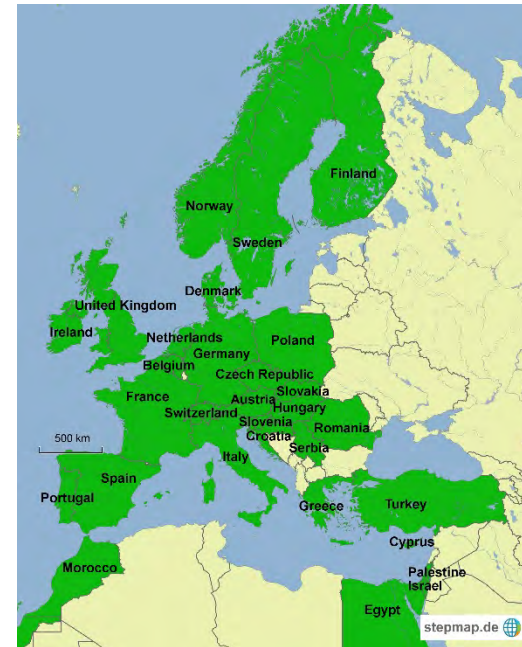 Finland
Norway
Sweden
Denmark
United Kingdom
Ireland
Netherlands
Poland
Germany
Belgium
Czech Republic
Slovakia
France
Austria
Hungary
Switzerland
Slovenia
Romania
Croatia
500 km
Serbia
Italy
Spain
Portugal
Greece
Turkey
Cyprus
Morocco
Palestine
Israel
Egypt
stepmap.de